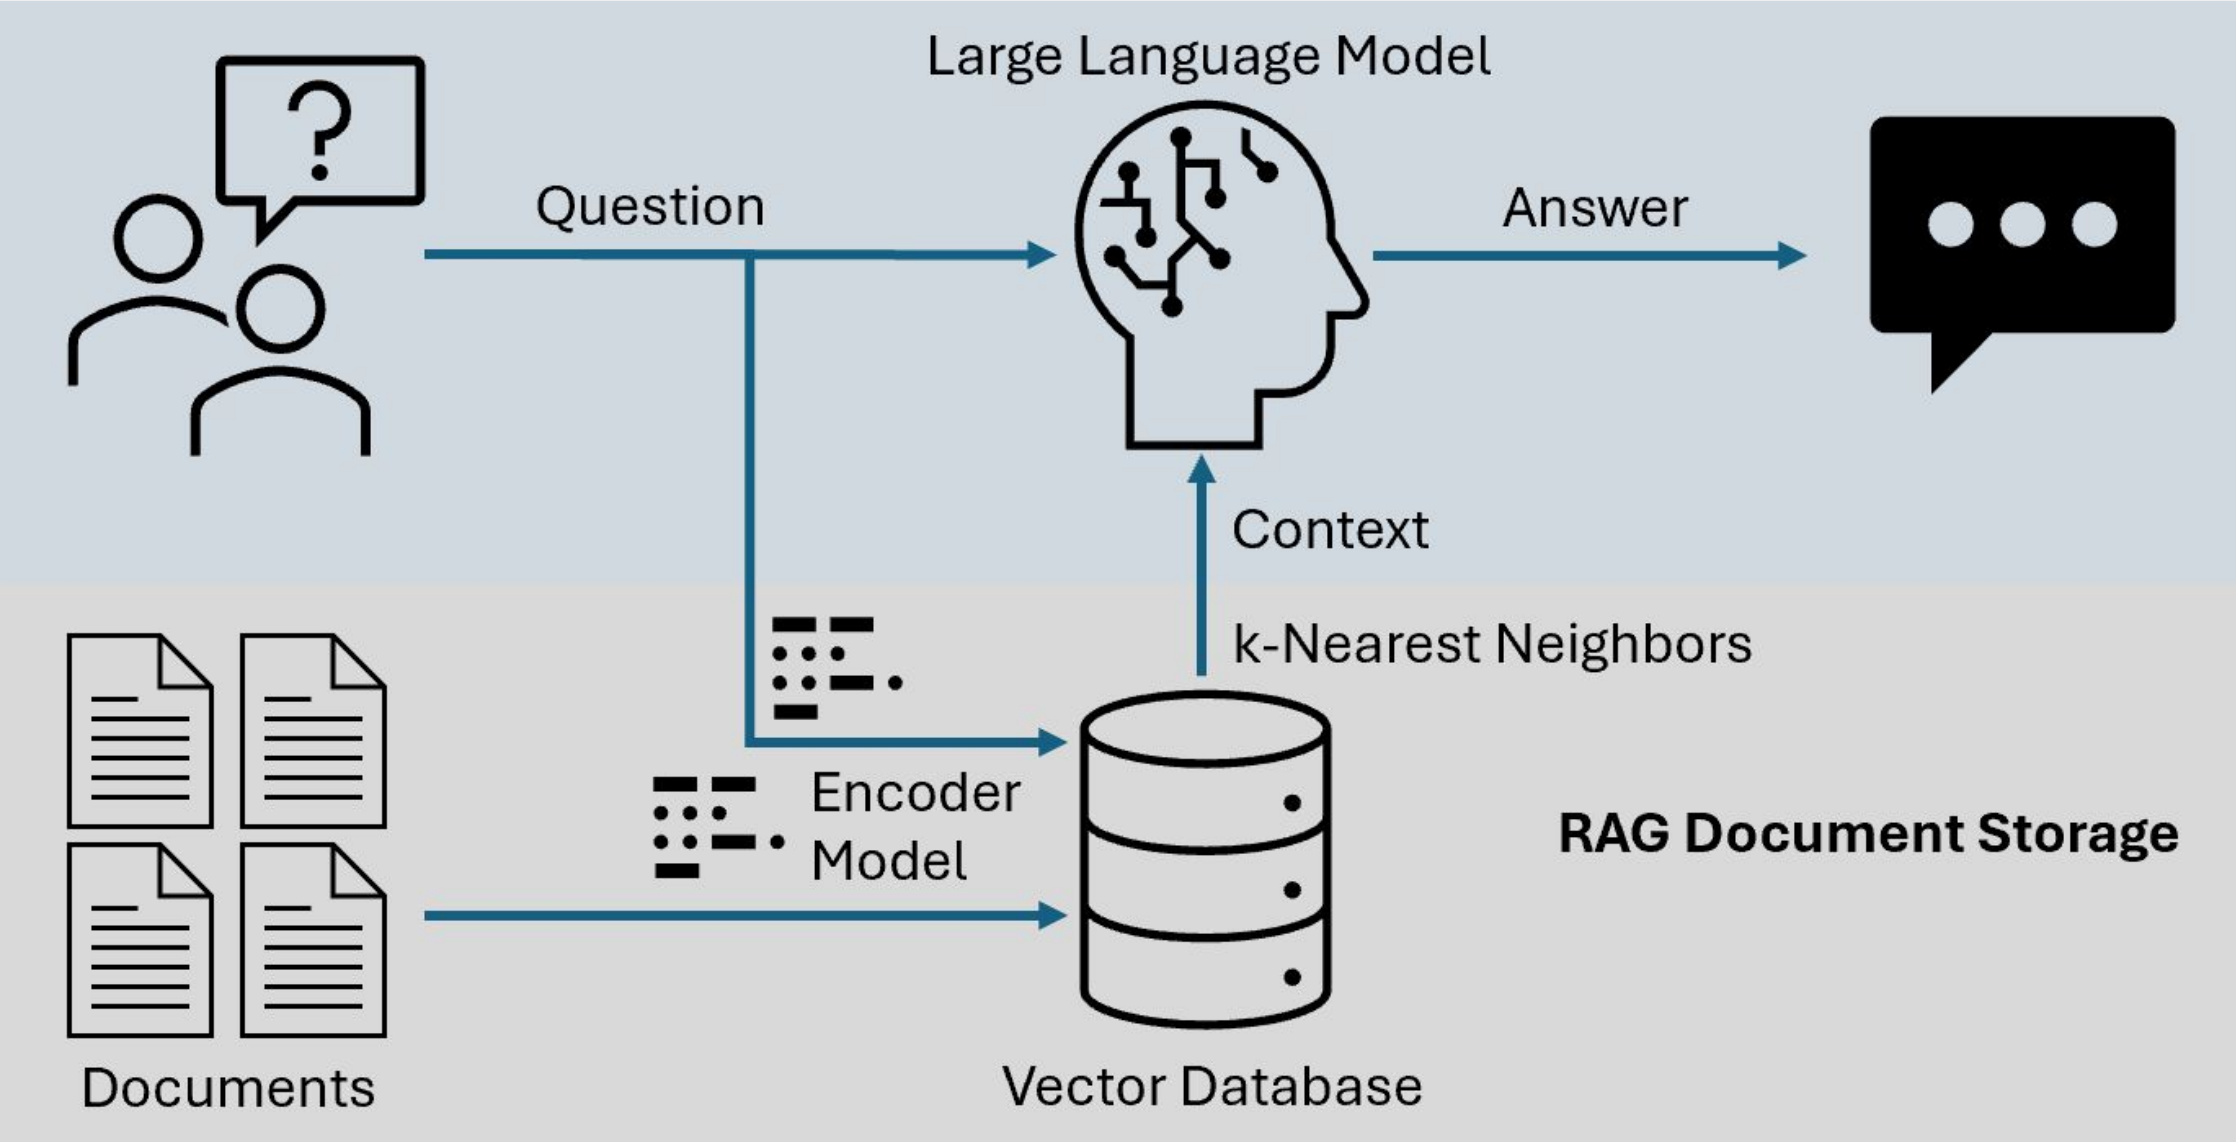 Large Language Model
?
Question
Answer
Context
k-Nearest Neighbors
Encoder
Model
RAG Document Storage
Documents
Vector Database